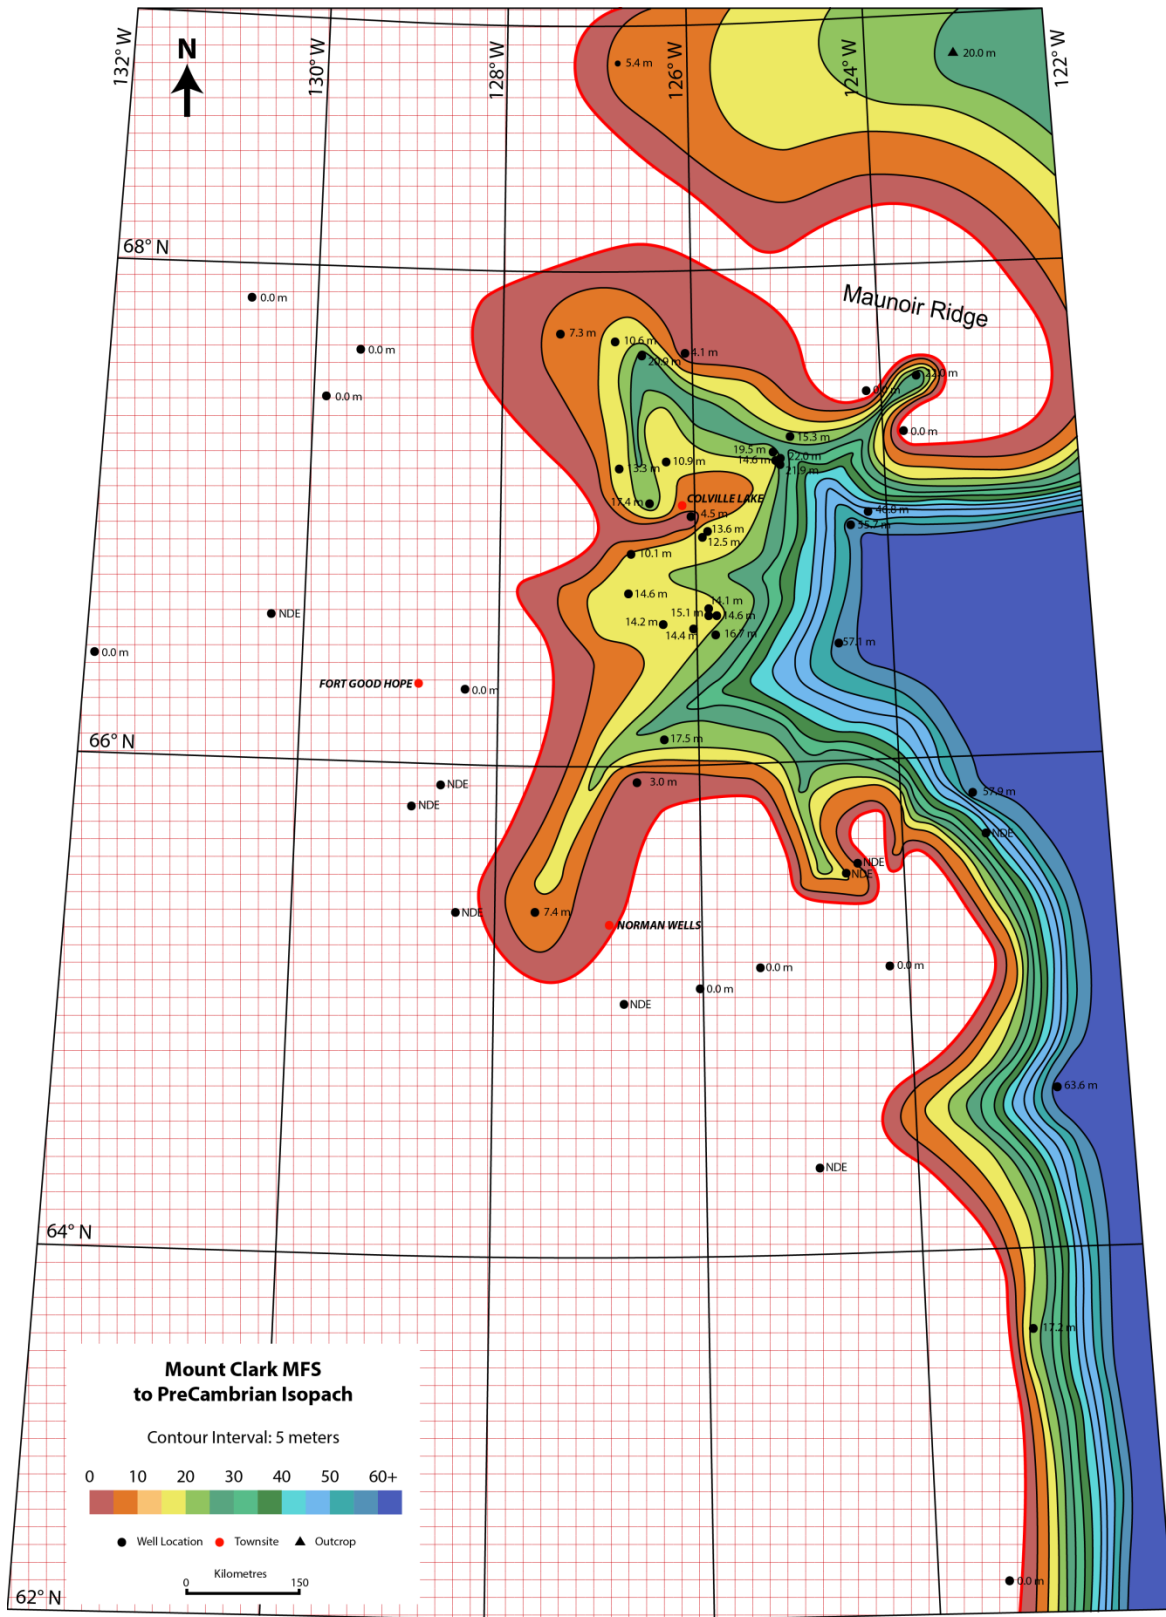 132° W
N
130° W
128° W
126° W
124° W
122° W
5.4 m
20.0 m
68° N
0.0 m
Maunoir Ridge
7.3 m
10.6 m
0.0 m
20.9 m
4.1 m
22.0 m
0.0 m
0.0 m
0.0 m
15.3 m
19.5 m
22.0 m
14.6 m
21.9 m
10.9 m
13.3 m
17.4 m
COLVILLE LAKE
4.5 m
46.8 m
55.7 m
13.6 m
12.5 m
10.1 m
14.6 m
14.1 m
15.1 m
14.6 m
NDE
14.2 m
14.4 m
16.7 m
57.1 m
0.0 m
FORT GOOD HOPE
0.0 m
66° N
17.5 m
3.0 m
NDE
57.9 m
NDE
NDE
NDE
NDE
NDE
7.4 m
NORMAN WELLS
0.0 m
0.0 m
0.0 m
NDE
63.6 m
NDE
64° N
17.2 m
Mount Clark MFS
to PreCambrian Isopach
Contour Interval: 5 meters
0 10 20 30 40 50 60+
Well Location Townsite Outcrop
Kilometres
0 150
0.0 m
62° N